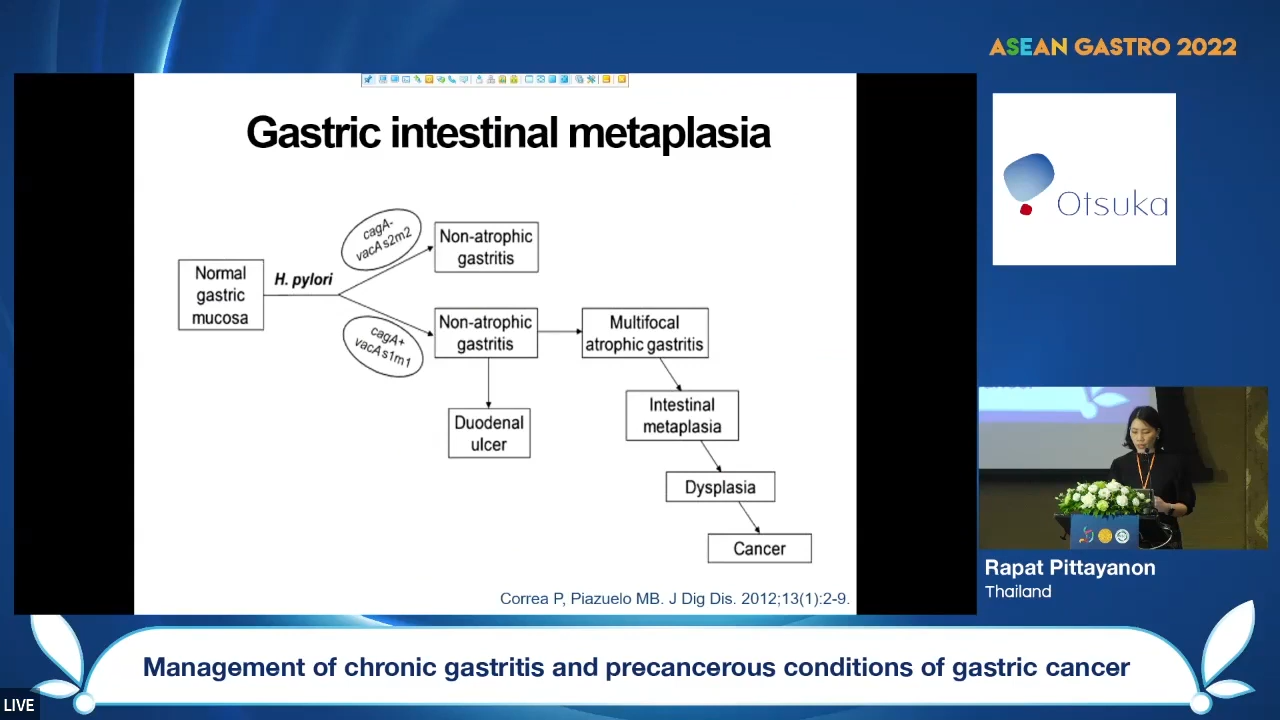 ASEAN GASTRO 2022
Otsuka
Gastric intestinal metaplasia
cagA-
vacA s2m2
Non-atrophic
gastritis
Normal
gastric
mucosa
H. pylori
cagA+
vacA s1m1
Non-atrophic
gastritis
Multifocal
atrophic gastritis
Duodenal
ulcer
Intestinal
metaplasia
Dysplasia
Cancer
Correa P, Piazuelo MB. J Dig Dis. 2012;13(1):2-9.
Rapat Pittayanon
Thailand
Management of chronic gastritis and precancerous conditions of gastric cancer
LIVE